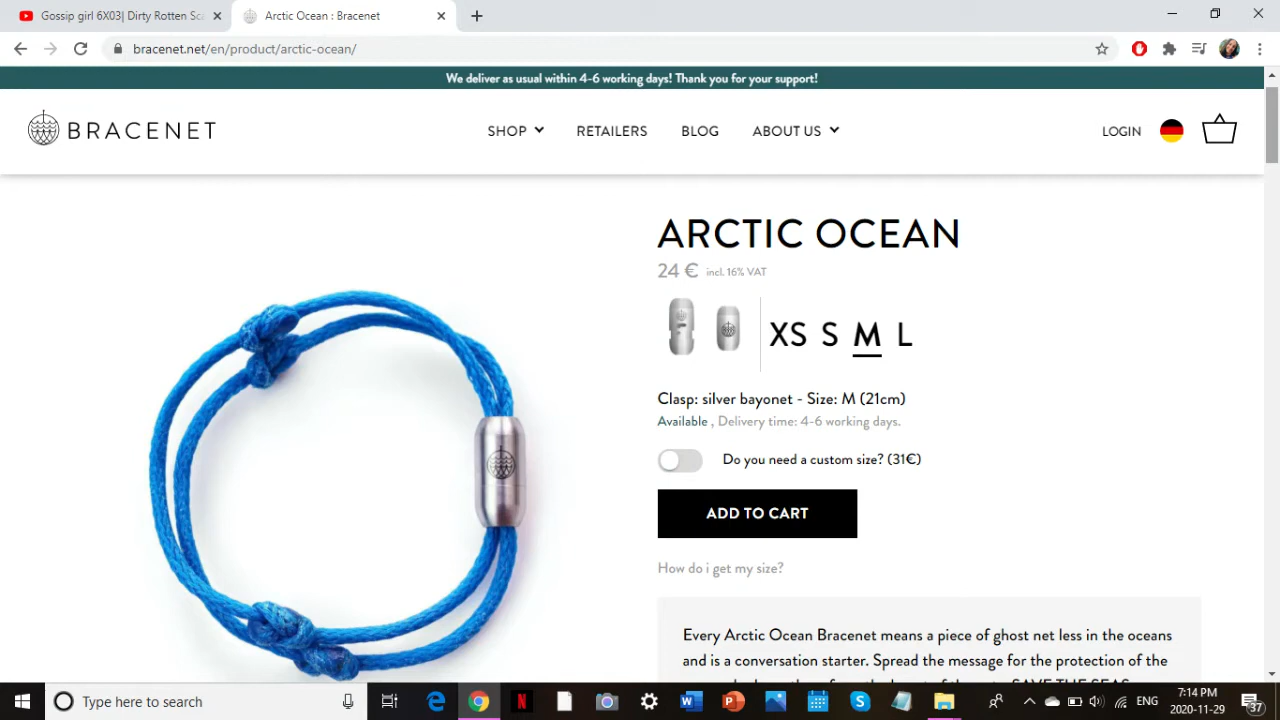 Gossip girl 6X03| Dirty Rotten Sc
Arctic Ocean : Bracenet
bracenet.net/en/product/arctic-ocean/
We deliver as usual within 4-6 working days! Thank you for your support!
BRACENET
SHOP
RETAILERS
BLOG
ABOUT US
LOGIN
ARCTIC OCEAN
24 € incl. 16% VAT
XS S M L
Clasp: silver bayonet - Size: M (21cm)
Available , Delivery time: 4-6 working days.
Do you need a custom size? (31€)
ADD TO CART
How do i get my size?
Every Arctic Ocean Bracenet means a piece of ghost net less in the oceans
and is a conversation starter. Spread the message for the protection of the
Type here to search
ENG
7:14 PM
2020-11-29
37